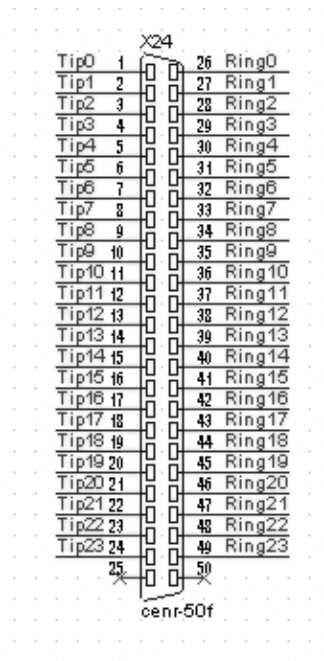 X24
Tip0 1 26 Ring0
Tip1 2 27 Ring1
Tip2 3 28 Ring2
Tip3 4 29 Ring3
Tip4 5 30 Ring4
Tip5 6 31 Ring5
Tip6 7 32 Ring6
Tip7 8 33 Ring7
Tip8 9 34 Ring8
Tip9 10 35 Ring9
Tip10 11 36 Ring10
Tip11 12 37 Ring11
Tip12 13 38 Ring12
Tip13 14 39 Ring13
Tip14 15 40 Ring14
Tip15 16 41 Ring15
Tip16 17 42 Ring16
Tip17 18 43 Ring17
Tip18 19 44 Ring18
Tip19 20 45 Ring19
Tip20 21 46 Ring20
Tip21 22 47 Ring21
Tip22 23 48 Ring22
Tip23 24 49 Ring23
25 50
cenr-50f